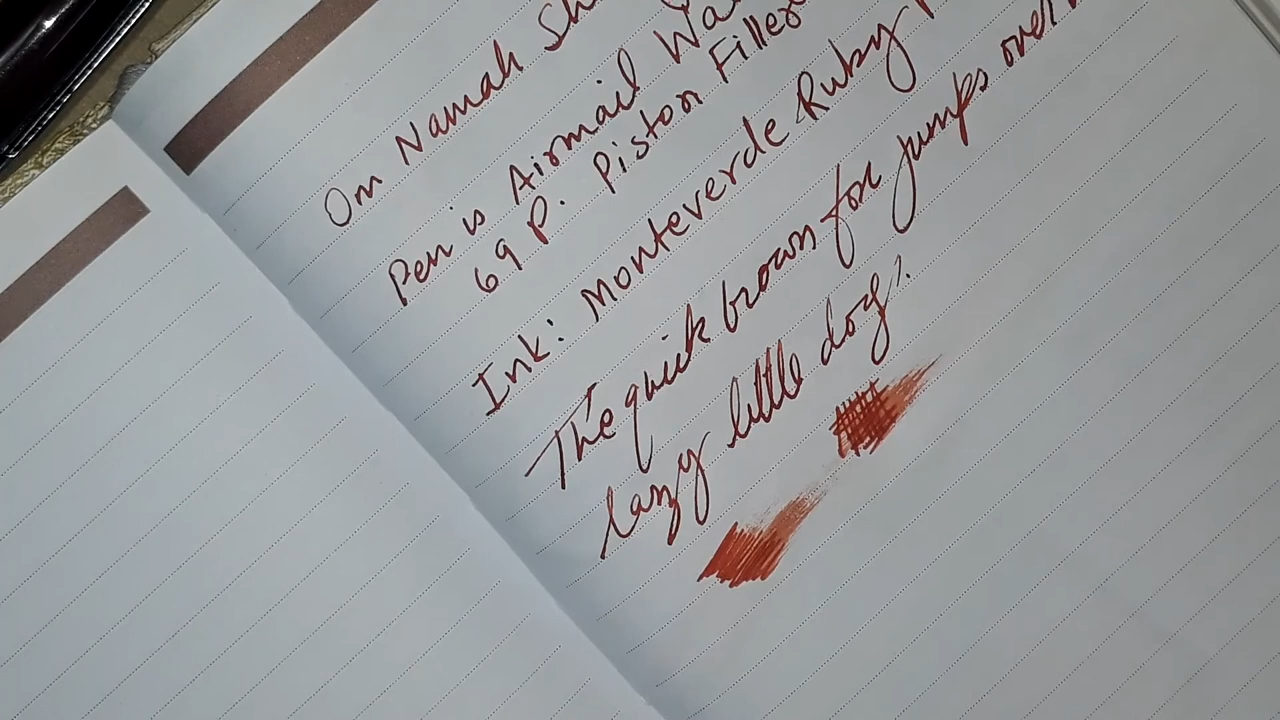 Om Namah
Pen is Airmail
69 P. Piston Filler
Ink: Monteverde Ruby
The quick brown fox jumps over
lazy little dog.